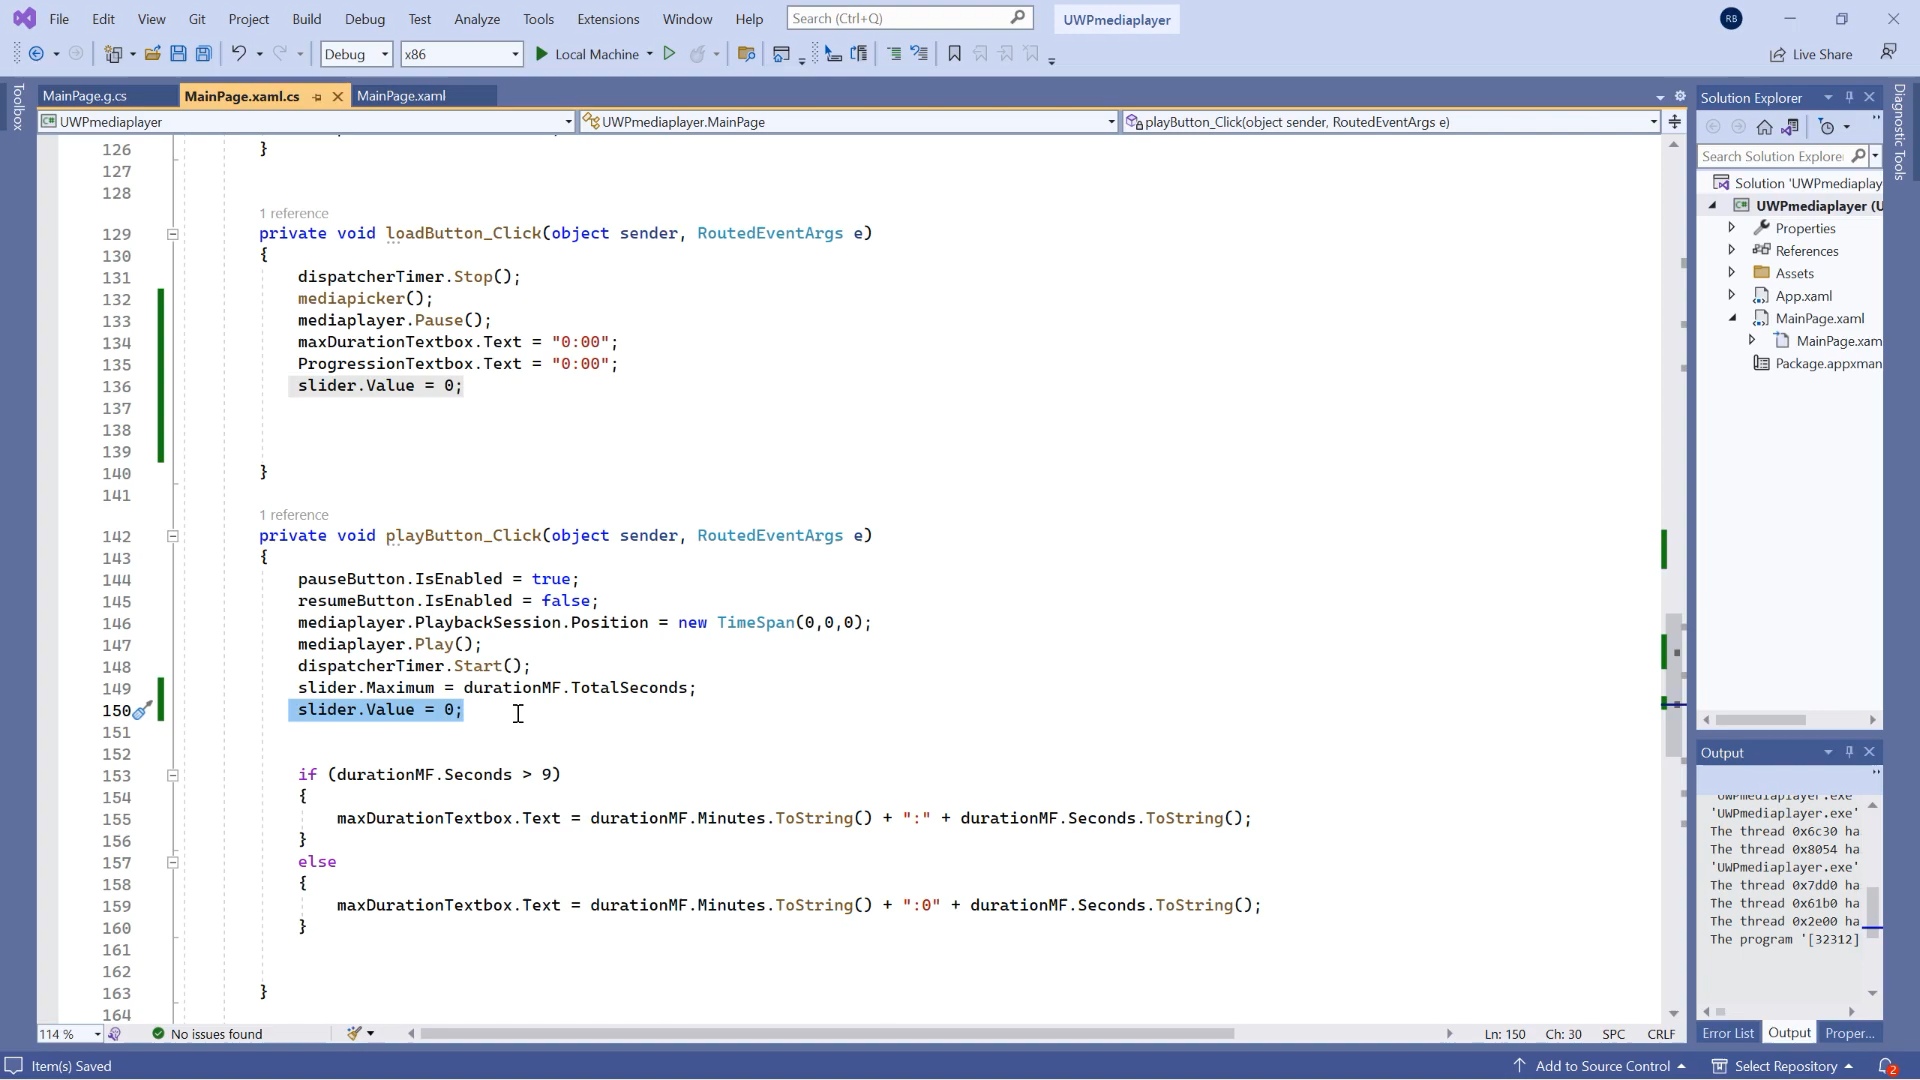 File Edit View Git Project Build Debug Test Analyze Tools Extensions Window Help Search (Ctrl+Q) UWPmediaplayer RB
Debug x86 Local Machine Live Share
Toolbox
MainPage.g.cs MainPage.xaml.cs MainPage.xaml
UWPmediaplayer UWPmediaplayer.MainPage playButton_Click(object sender, RoutedEventArgs e)
126 }
127
128
1 reference
129 private void loadButton_Click(object sender, RoutedEventArgs e)
130 {
131 dispatcherTimer.Stop();
132 mediapicker();
133 mediaplayer.Pause();
134 maxDurationTextbox.Text = "0:00";
135 ProgressionTextbox.Text = "0:00";
136 slider.Value = 0;
137
138
139
140 }
141
1 reference
142 private void playButton_Click(object sender, RoutedEventArgs e)
143 {
144 pauseButton.IsEnabled = true;
145 resumeButton.IsEnabled = false;
146 mediaplayer.PlaybackSession.Position = new TimeSpan(0,0,0);
147 mediaplayer.Play();
148 dispatcherTimer.Start();
149 slider.Maximum = durationMF.TotalSeconds;
150 slider.Value = 0;
151
152
153 if (durationMF.Seconds > 9)
154 {
155 maxDurationTextbox.Text = durationMF.Minutes.ToString() + ":" + durationMF.Seconds.ToString();
156 }
157 else
158 {
159 maxDurationTextbox.Text = durationMF.Minutes.ToString() + ":0" + durationMF.Seconds.ToString();
160 }
161
162
163 }
164
114 % No issues found Ln: 150 Ch: 30 SPC CRLF
Solution Explorer
Search Solution Explorer
Solution 'UWPmediaplay
UWPmediaplayer (U
Properties
References
Assets
App.xaml
MainPage.xaml
MainPage.xam
Package.appxman
Diagnostic Tools
Output
'UWPmediaplayer.exe'
'UWPmediaplayer.exe'
The thread 0x6c30 ha
The thread 0x8054 ha
'UWPmediaplayer.exe'
The thread 0x7dd0 ha
The thread 0x61b0 ha
The thread 0x2e00 ha
The program '[32312]
Error List Output Proper...
Item(s) Saved Add to Source Control Select Repository 2